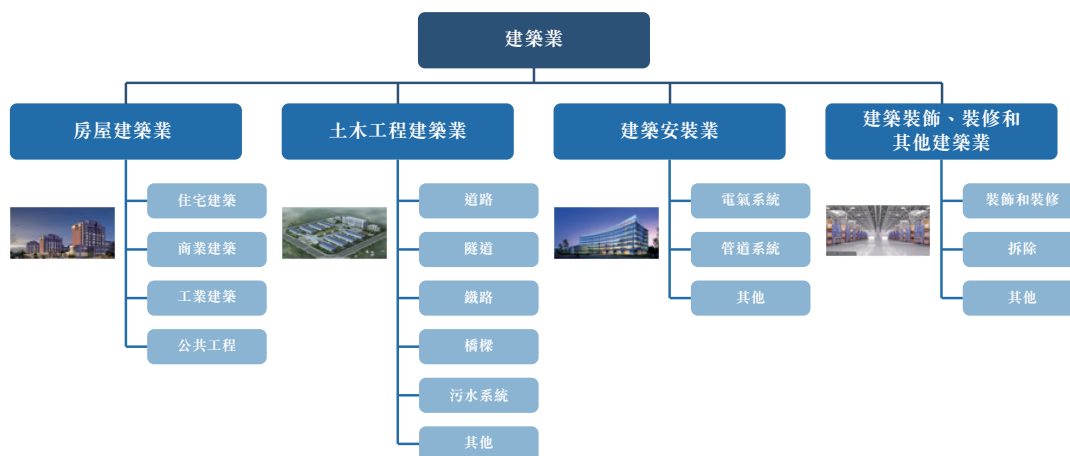 建築業
房屋建築業
土木工程建築業
建築安裝業
建築裝飾、裝修和
其他建築業
住宅建築
商業建築
工業建築
公共工程
道路
隧道
鐵路
橋樑
污水系統
其他
電氣系統
管道系統
其他
裝飾和裝修
拆除
其他